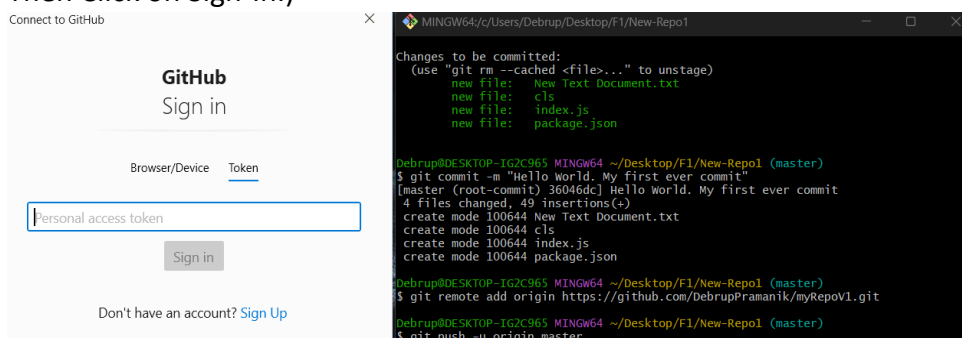 Then Click on Sign-In.)
Connect to GitHub
GitHub
Sign in
Browser/Device Token
Personal access token
Sign in
Don't have an account? Sign Up
MINGW64:/c/Users/Debrup/Desktop/F1/New-Repo1
Changes to be committed:
(use "git rm --cached <file>..." to unstage)
new file: New Text Document.txt
new file: cls
new file: index.js
new file: package.json
Debrup@DESKTOP-IG2C965 MINGW64 ~/Desktop/F1/New-Repo1 (master)
$ git commit -m "Hello World. My first ever commit"
[master (root-commit) 36046dc] Hello World. My first ever commit
4 files changed, 49 insertions(+)
create mode 100644 New Text Document.txt
create mode 100644 cls
create mode 100644 index.js
create mode 100644 package.json
Debrup@DESKTOP-IG2C965 MINGW64 ~/Desktop/F1/New-Repo1 (master)
$ git remote add origin https://github.com/DebrupPramanik/myRepoV1.git
Debrup@DESKTOP-IG2C965 MINGW64 ~/Desktop/F1/New-Repo1 (master)
$ git push -u origin master